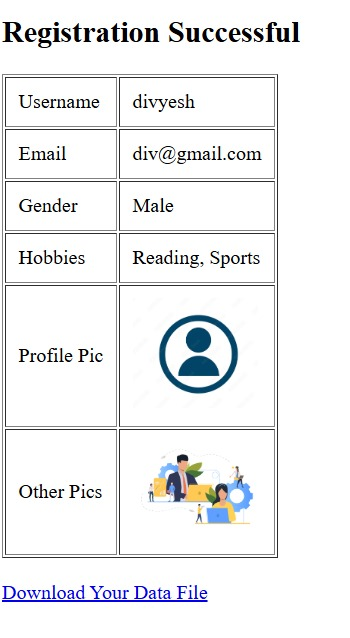 Registration Successful
Username divyesh
Email div@gmail.com
Gender Male
Hobbies Reading, Sports
Profile Pic
Other Pics
Download Your Data File